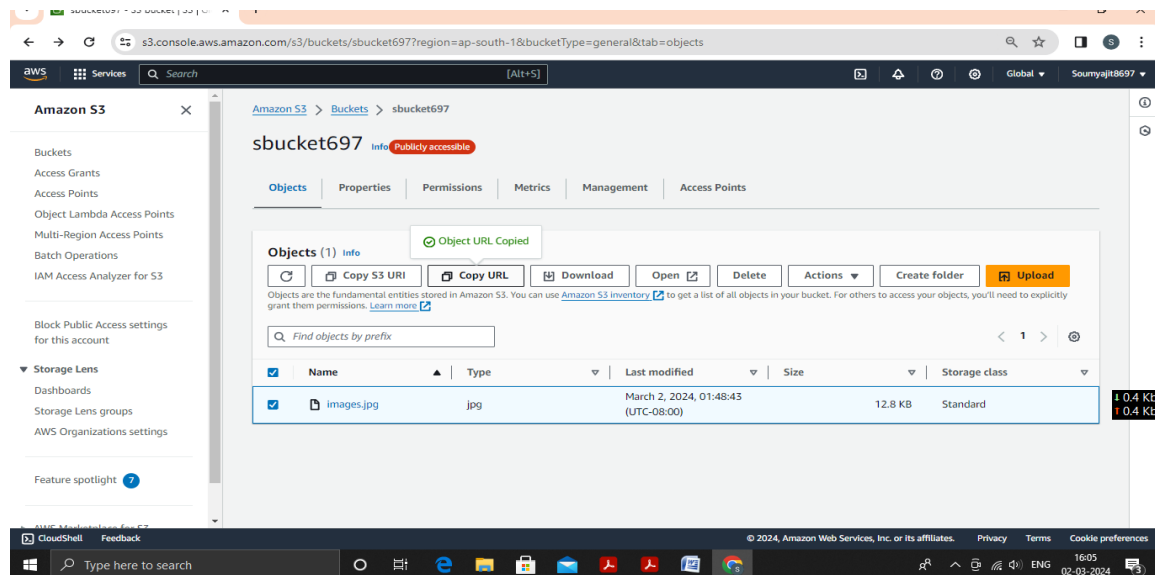 s3.console.aws.amazon.com/s3/buckets/sbucket697?region=ap-south-1&bucketType=general&tab=objects
S
aws
Services
Search
[Alt+S]
Global
Soumyajit8697
Amazon S3
Buckets
Access Grants
Access Points
Object Lambda Access Points
Multi-Region Access Points
Batch Operations
IAM Access Analyzer for S3
Block Public Access settings
for this account
Storage Lens
Dashboards
Storage Lens groups
AWS Organizations settings
Feature spotlight 7
AWS Marketplace for S3
Amazon S3 > Buckets > sbucket697
sbucket697 Info Publicly accessible
Objects Properties Permissions Metrics Management Access Points
Object URL Copied
Objects (1) Info
Copy S3 URI Copy URL Download Open Delete Actions Create folder Upload
Objects are the fundamental entities stored in Amazon S3. You can use Amazon S3 inventory to get a list of all objects in your bucket. For others to access your objects, you'll need to explicitly
grant them permissions. Learn more
Find objects by prefix
< 1 >
Name Type Last modified Size Storage class
images.jpg jpg March 2, 2024, 01:48:43 12.8 KB Standard
(UTC-08:00)
0.4 Kb
0.4 Kb
CloudShell Feedback © 2024, Amazon Web Services, Inc. or its affiliates. Privacy Terms Cookie preferences
Type here to search
ENG
16:05
02-03-2024
3